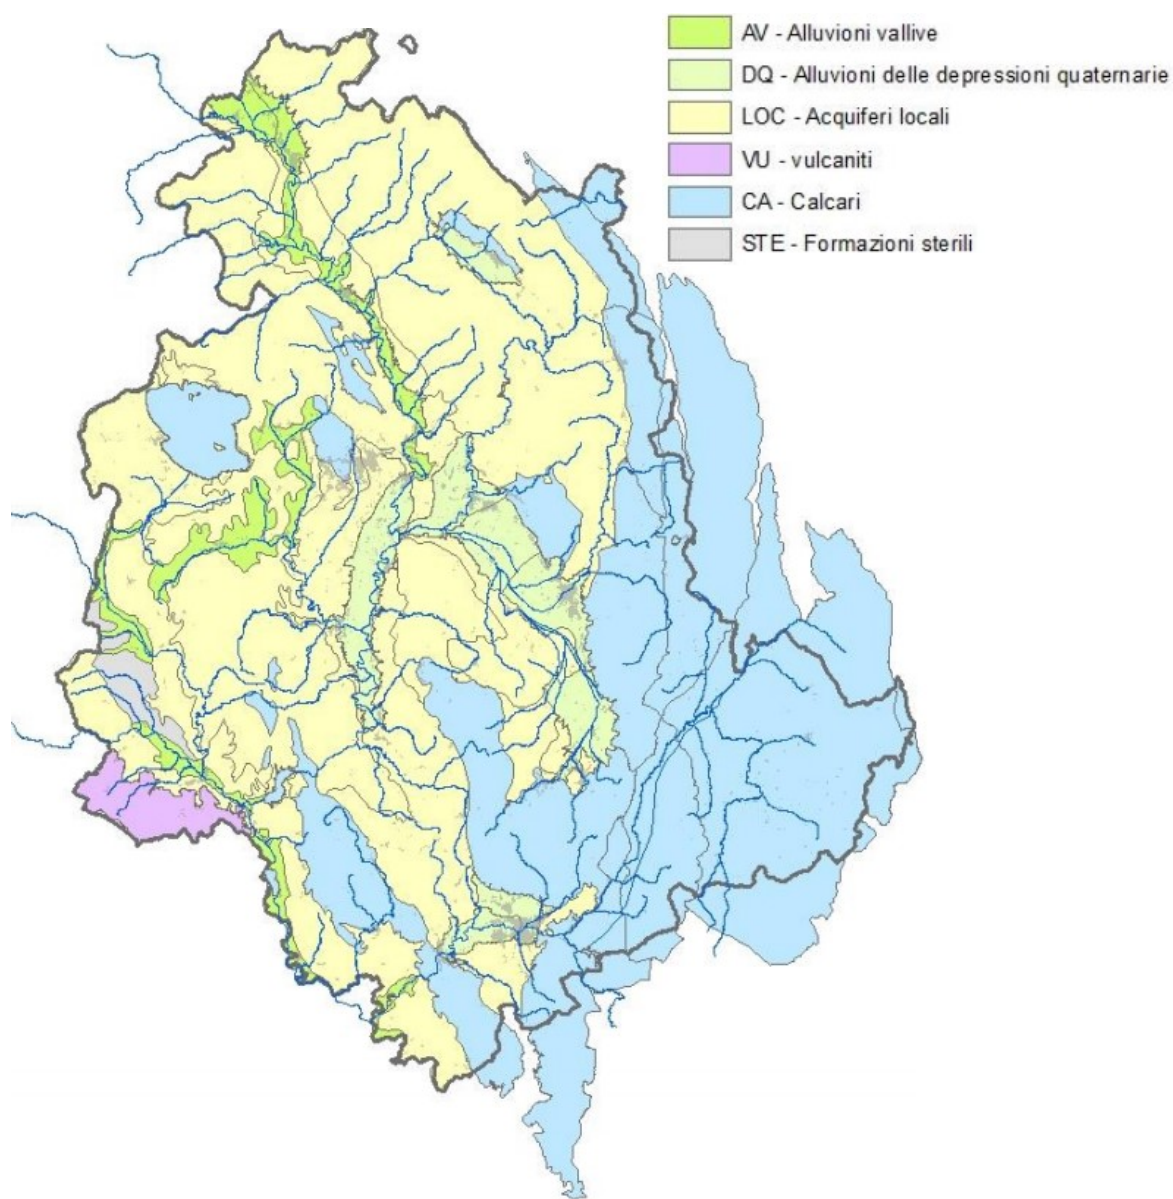 AV - Alluvioni vallive
DQ - Alluvioni delle depressioni quaternarie
LOC - Acquiferi locali
VU - vulcaniti
CA - Calcari
STE - Formazioni sterili